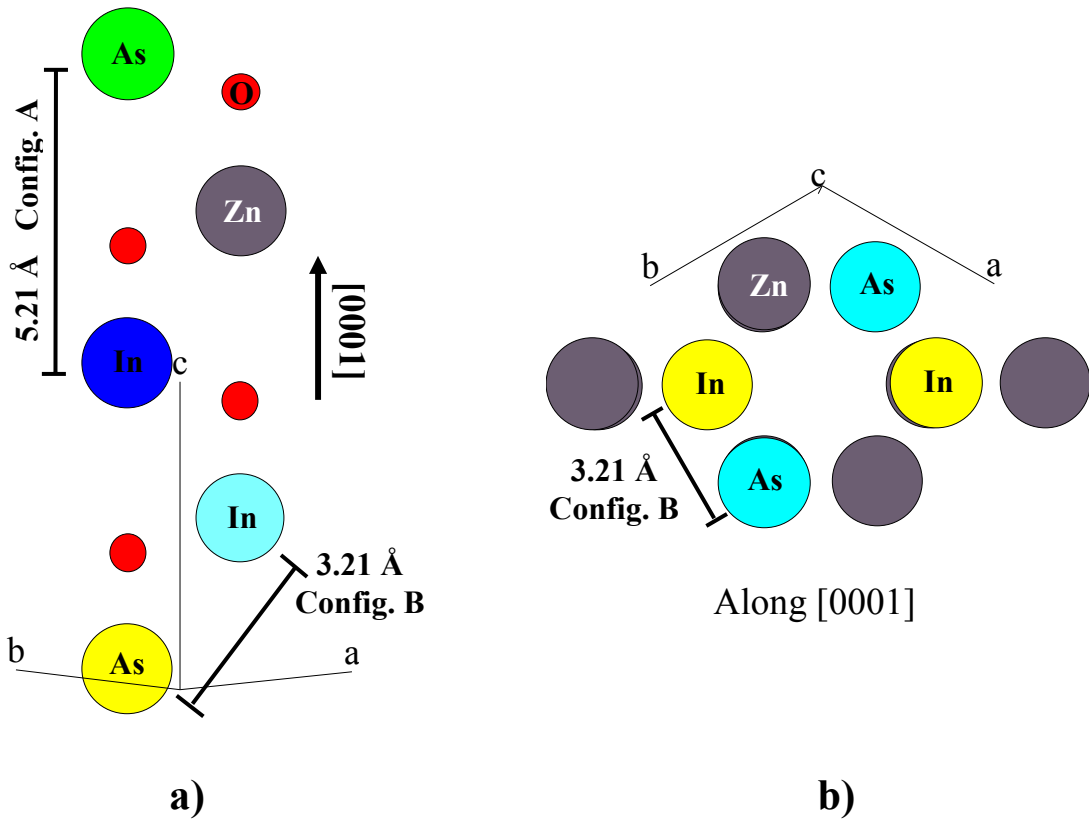 As
O
5.21 Å Config. A
Zn
[0001]
In
c
In
3.21 Å
Config. B
b
As
a
a)
c
b
a
Zn
As
In
In
3.21 Å
Config. B
As
Along [0001]
b)